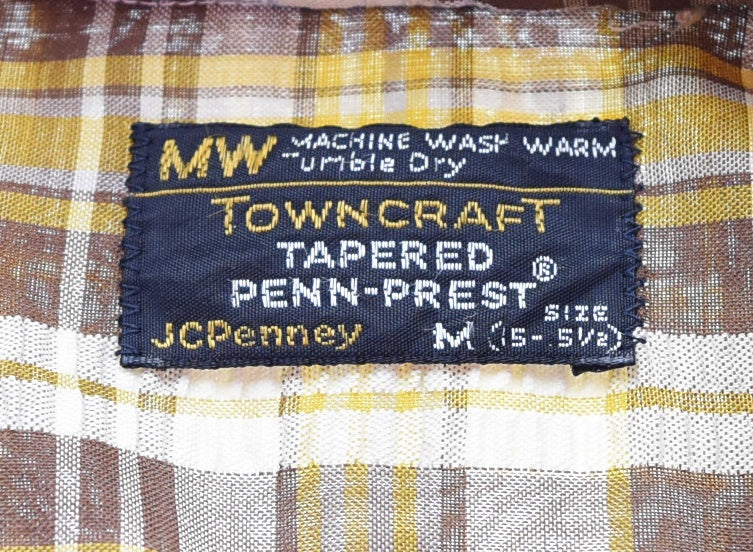 MW MACHINE WASH WARM
Tumble Dry
TOWNCRAFT
TAPERED
PENN-PREST®
SIZE
JCPenney M (15-15½)